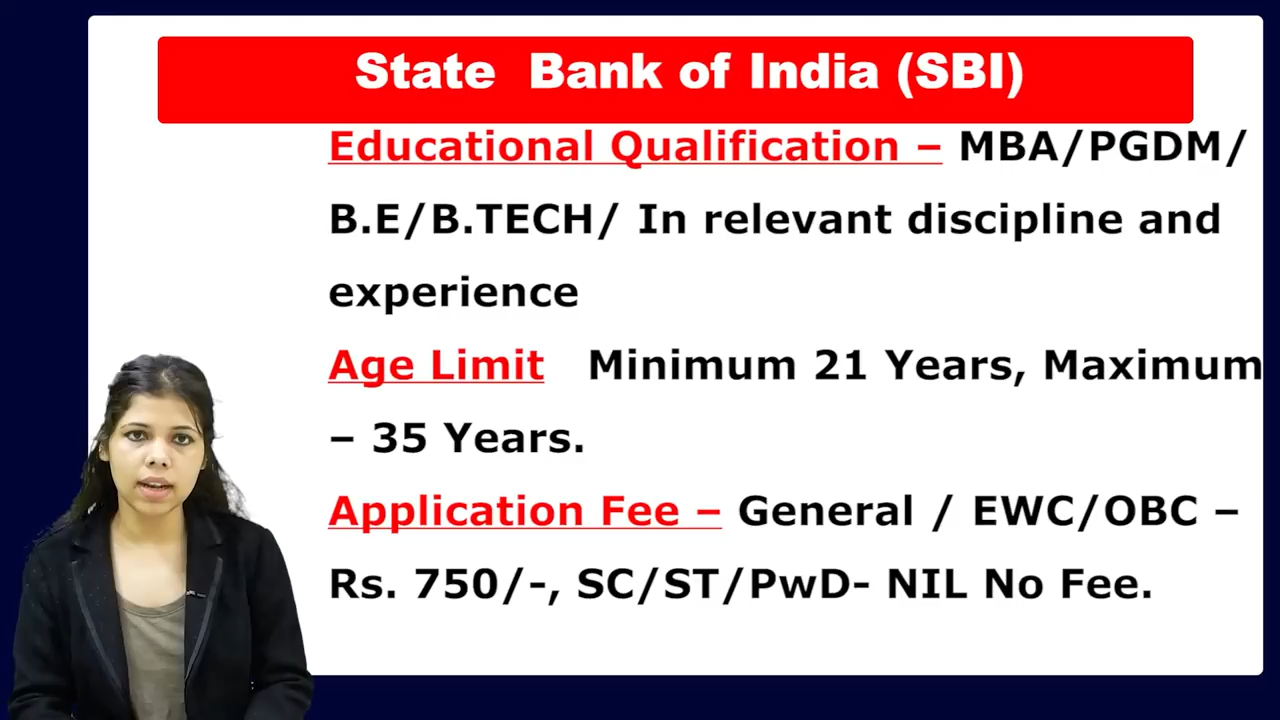 State Bank of India (SBI)
Educational Qualification – MBA/PGDM/
B.E/B.TECH/ In relevant discipline and
experience
Age Limit Minimum 21 Years, Maximum
– 35 Years.
Application Fee – General / EWC/OBC –
Rs. 750/-, SC/ST/PwD- NIL No Fee.